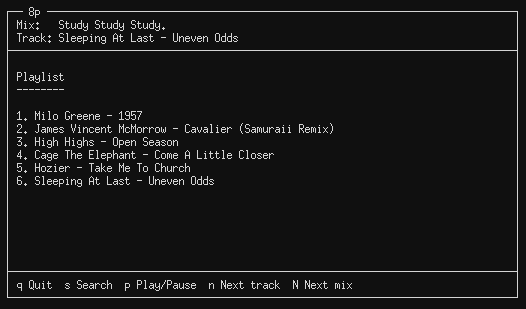 8p
Mix:   Study Study Study.
Track: Sleeping At Last - Uneven Odds
Playlist
--------
1. Milo Greene - 1957
2. James Vincent McMorrow - Cavalier (Samuraii Remix)
3. High Highs - Open Season
4. Cage The Elephant - Come A Little Closer
5. Hozier - Take Me To Church
6. Sleeping At Last - Uneven Odds
q Quit  s Search  p Play/Pause  n Next track  N Next mix